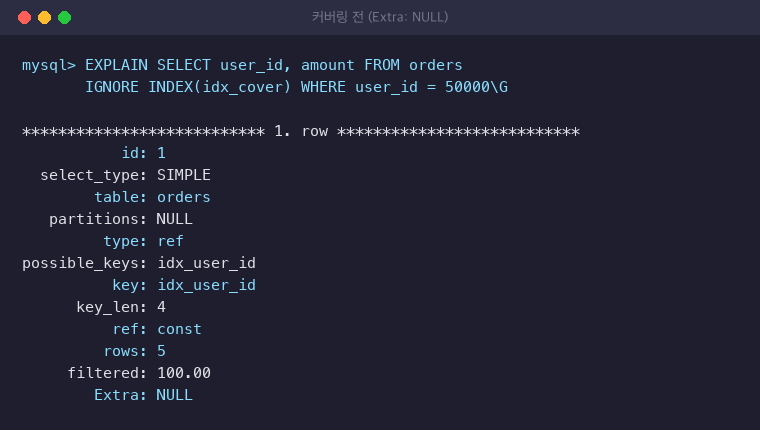 커버링 전 (Extra: NULL)
mysql> EXPLAIN SELECT user_id, amount FROM orders
IGNORE INDEX(idx_cover) WHERE user_id = 50000\G
*************************** 1. row ***************************
id: 1
select_type: SIMPLE
table: orders
partitions: NULL
type: ref
possible_keys: idx_user_id
key: idx_user_id
key_len: 4
ref: const
rows: 5
filtered: 100.00
Extra: NULL